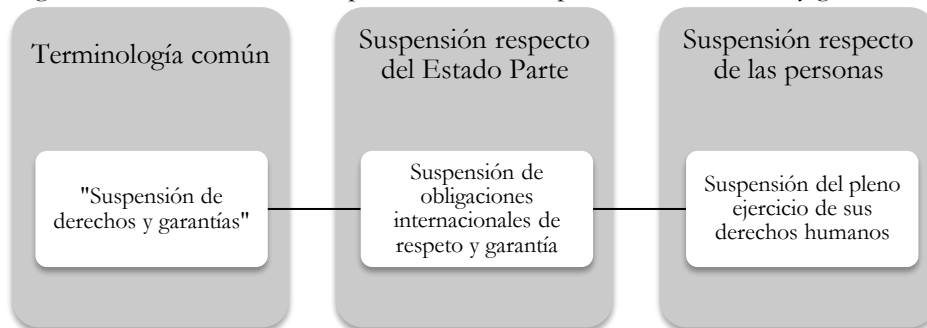 Terminología común
"Suspensión de
derechos y garantías"
Suspensión respecto
del Estado Parte
Suspensión de
obligaciones
internacionales de
respeto y garantía
Suspensión respecto
de las personas
Suspensión del pleno
ejercicio de sus
derechos humanos